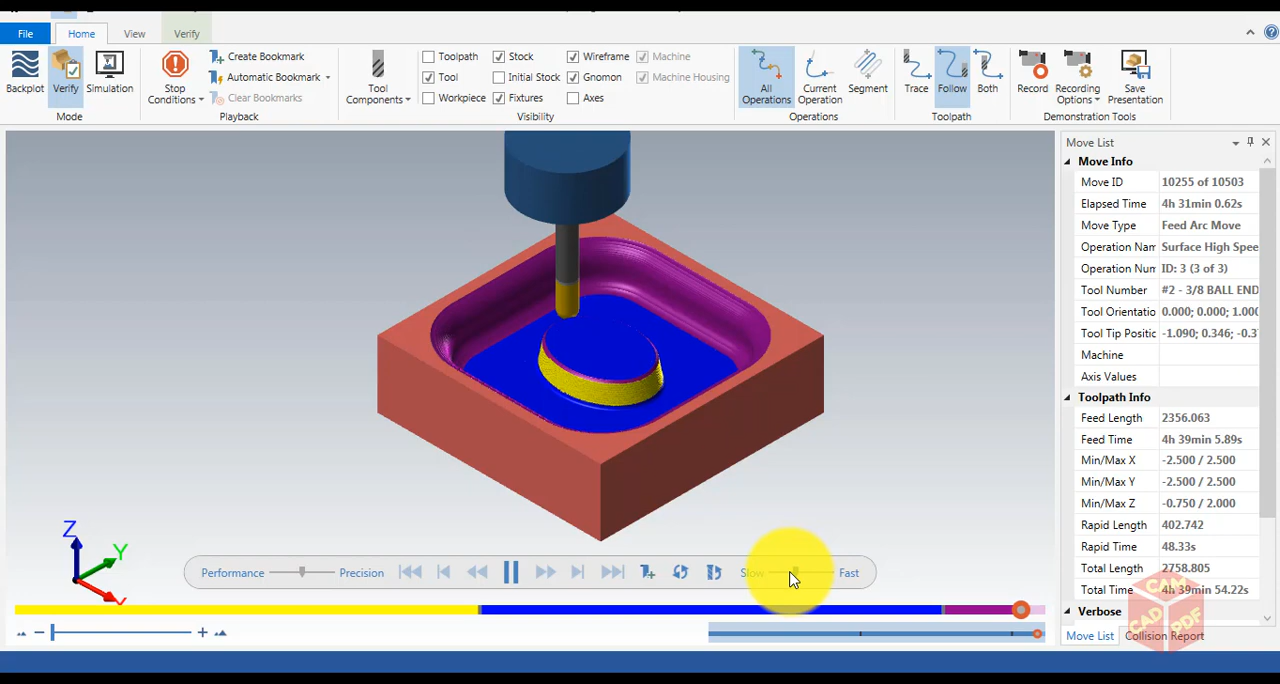 File Home View Verify
Backplot Verify Simulation
Mode
Stop Conditions
Create Bookmark
Automatic Bookmark
Clear Bookmarks
Playback
Tool Components
Toolpath Stock Wireframe Machine
Tool Initial Stock Gnomon Machine Housing
Workpiece Fixtures Axes
Visibility
All Operations Current Operation Segment
Operations
Trace Follow Both
Toolpath
Record Recording Options Save Presentation
Demonstration Tools
Move List
Move Info
Move ID 10255 of 10503
Elapsed Time 4h 31min 0.62s
Move Type Feed Arc Move
Operation Nam Surface High Spee
Operation Num ID: 3 (3 of 3)
Tool Number #2 - 3/8 BALL END
Tool Orientatio 0.000; 0.000; 1.000
Tool Tip Positic -1.090; 0.346; -0.3
Machine
Axis Values
Toolpath Info
Feed Length 2356.063
Feed Time 4h 39min 5.89s
Min/Max X -2.500 / 2.500
Min/Max Y -2.500 / 2.500
Min/Max Z -0.750 / 2.000
Rapid Length 402.742
Rapid Time 48.33s
Total Length 2758.805
Total Time 4h 39min 54.22s
Verbose
Move List Collision Report
Z
Y
Performance Precision Slow Fast
CAM
CAD
PDF